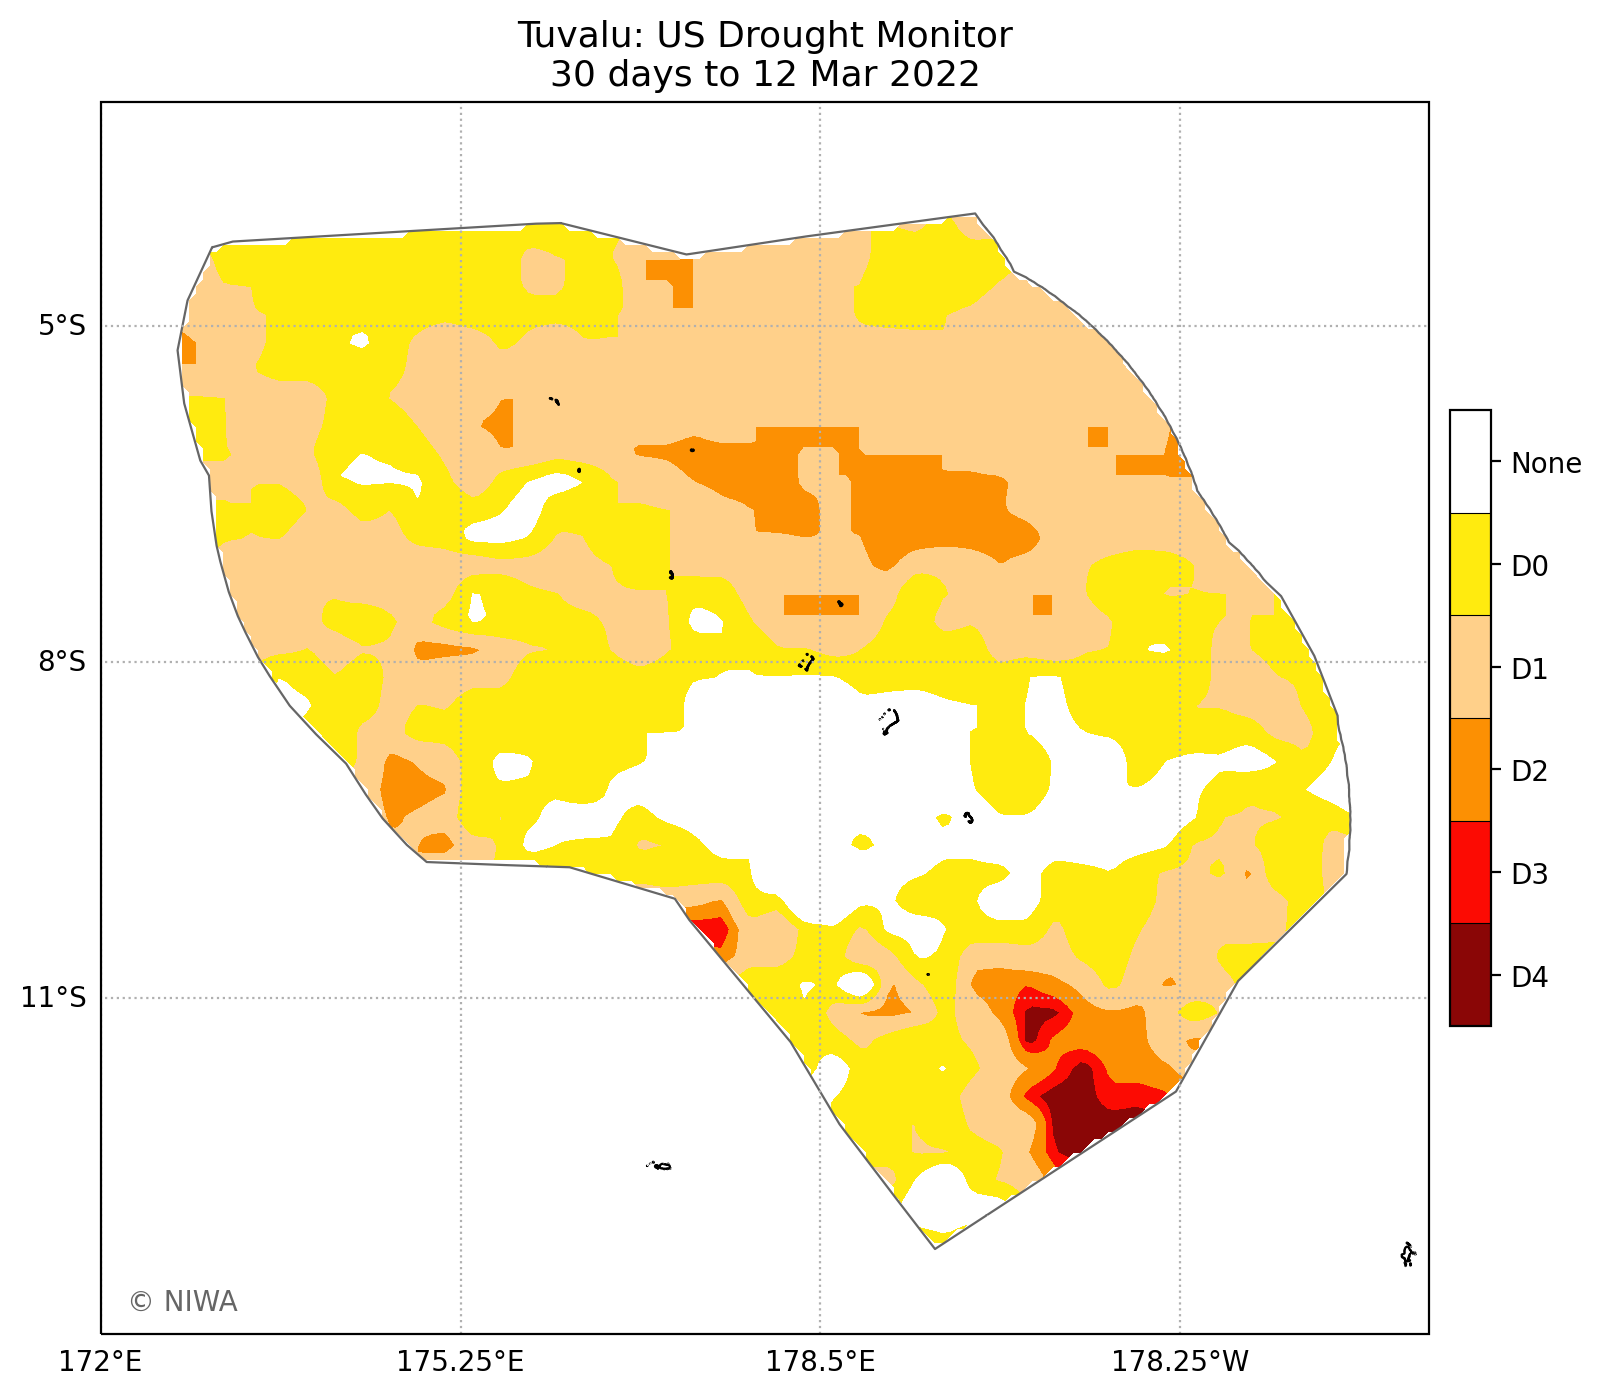 Tuvalu: US Drought Monitor
30 days to 12 Mar 2022
5°S
8°S
11°S
172°E
175.25°E
178.5°E
178.25°W
None
D0
D1
D2
D3
D4
© NIWA